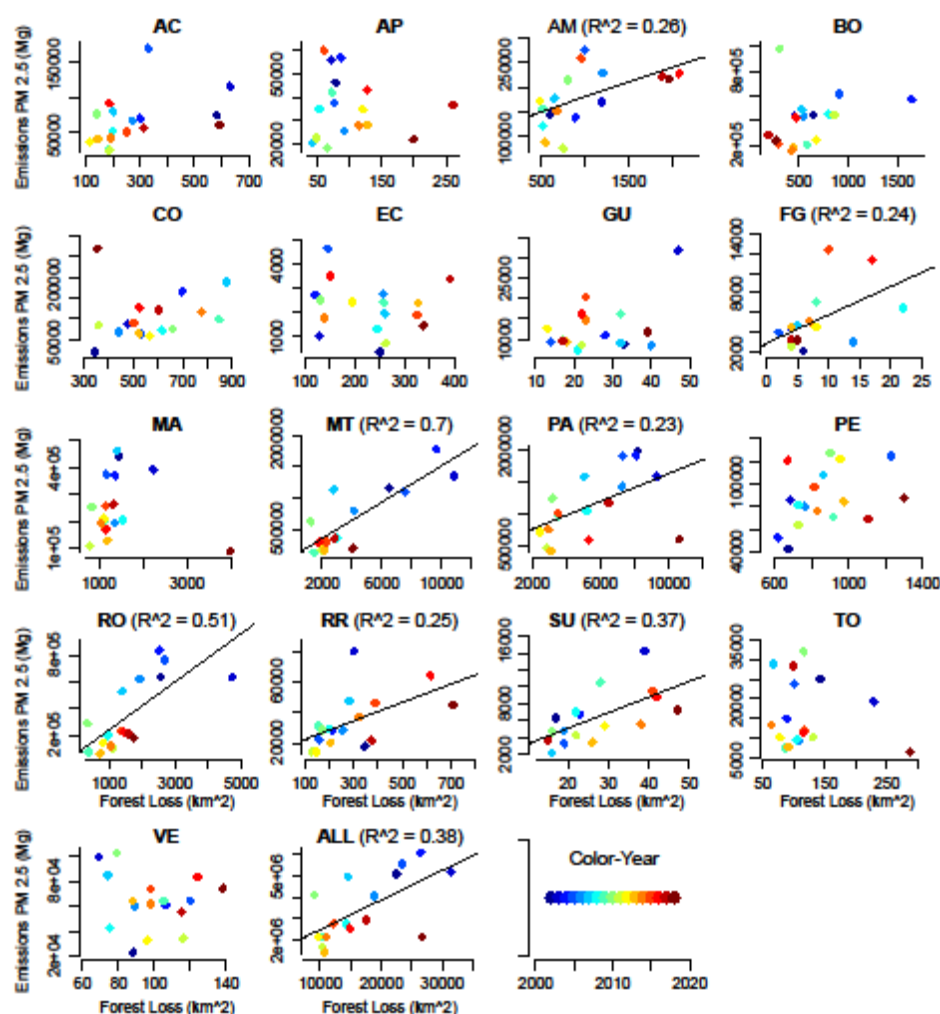 AC
AP
AM (R^2 = 0.26)
BO
Emissions PM 2.5 (Mg)
50000 150000
20000 50000
100000 250000
2e+05 8e+05
100 300 500 700
50 150 250
500 1500
500 1000 1500
CO
EC
GU
FG (R^2 = 0.24)
Emissions PM 2.5 (Mg)
50000 200000
1000 4000
10000 25000
2000 8000 14000
300 500 700 900
100 200 300 400
10 20 30 40 50
0 5 10 15 20 25
MA
MT (R^2 = 0.7)
PA (R^2 = 0.23)
PE
Emissions PM 2.5 (Mg)
1e+05 4e+05
500000 2000000
500000 2000000
40000 100000
1000 3000
2000 6000 10000
2000 6000 10000
600 1000 1400
RO (R^2 = 0.51)
RR (R^2 = 0.25)
SU (R^2 = 0.37)
TO
Emissions PM 2.5 (Mg)
2e+05 8e+05
20000 60000
2000 8000 16000
5000 20000 35000
0 1000 3000 5000
100 300 500 700
20 30 40 50
50 150 250
Forest Loss (km^2)
Forest Loss (km^2)
Forest Loss (km^2)
Forest Loss (km^2)
VE
ALL (R^2 = 0.38)
Color-Year
Emissions PM 2.5 (Mg)
2e+04 8e+04
2e+06 5e+06
60 80 100 140
10000 20000 30000
2000 2010 2020
Forest Loss (km^2)
Forest Loss (km^2)